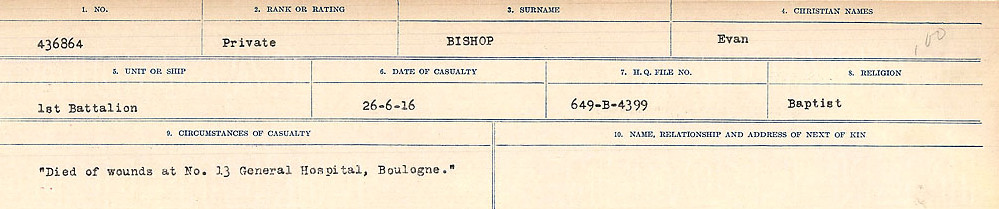 1. NO. 2. RANK OR RATING 3. SURNAME 4. CHRISTIAN NAMES
436864 Private BISHOP Evan 100
5. UNIT OR SHIP 6. DATE OF CASUALTY 7. H.Q. FILE NO. 8. RELIGION
1st Battalion 26-6-16 649-B-4399 Baptist
9. CIRCUMSTANCES OF CASUALTY 10. NAME, RELATIONSHIP AND ADDRESS OF NEXT OF KIN
"Died of wounds at No. 13 General Hospital, Boulogne."